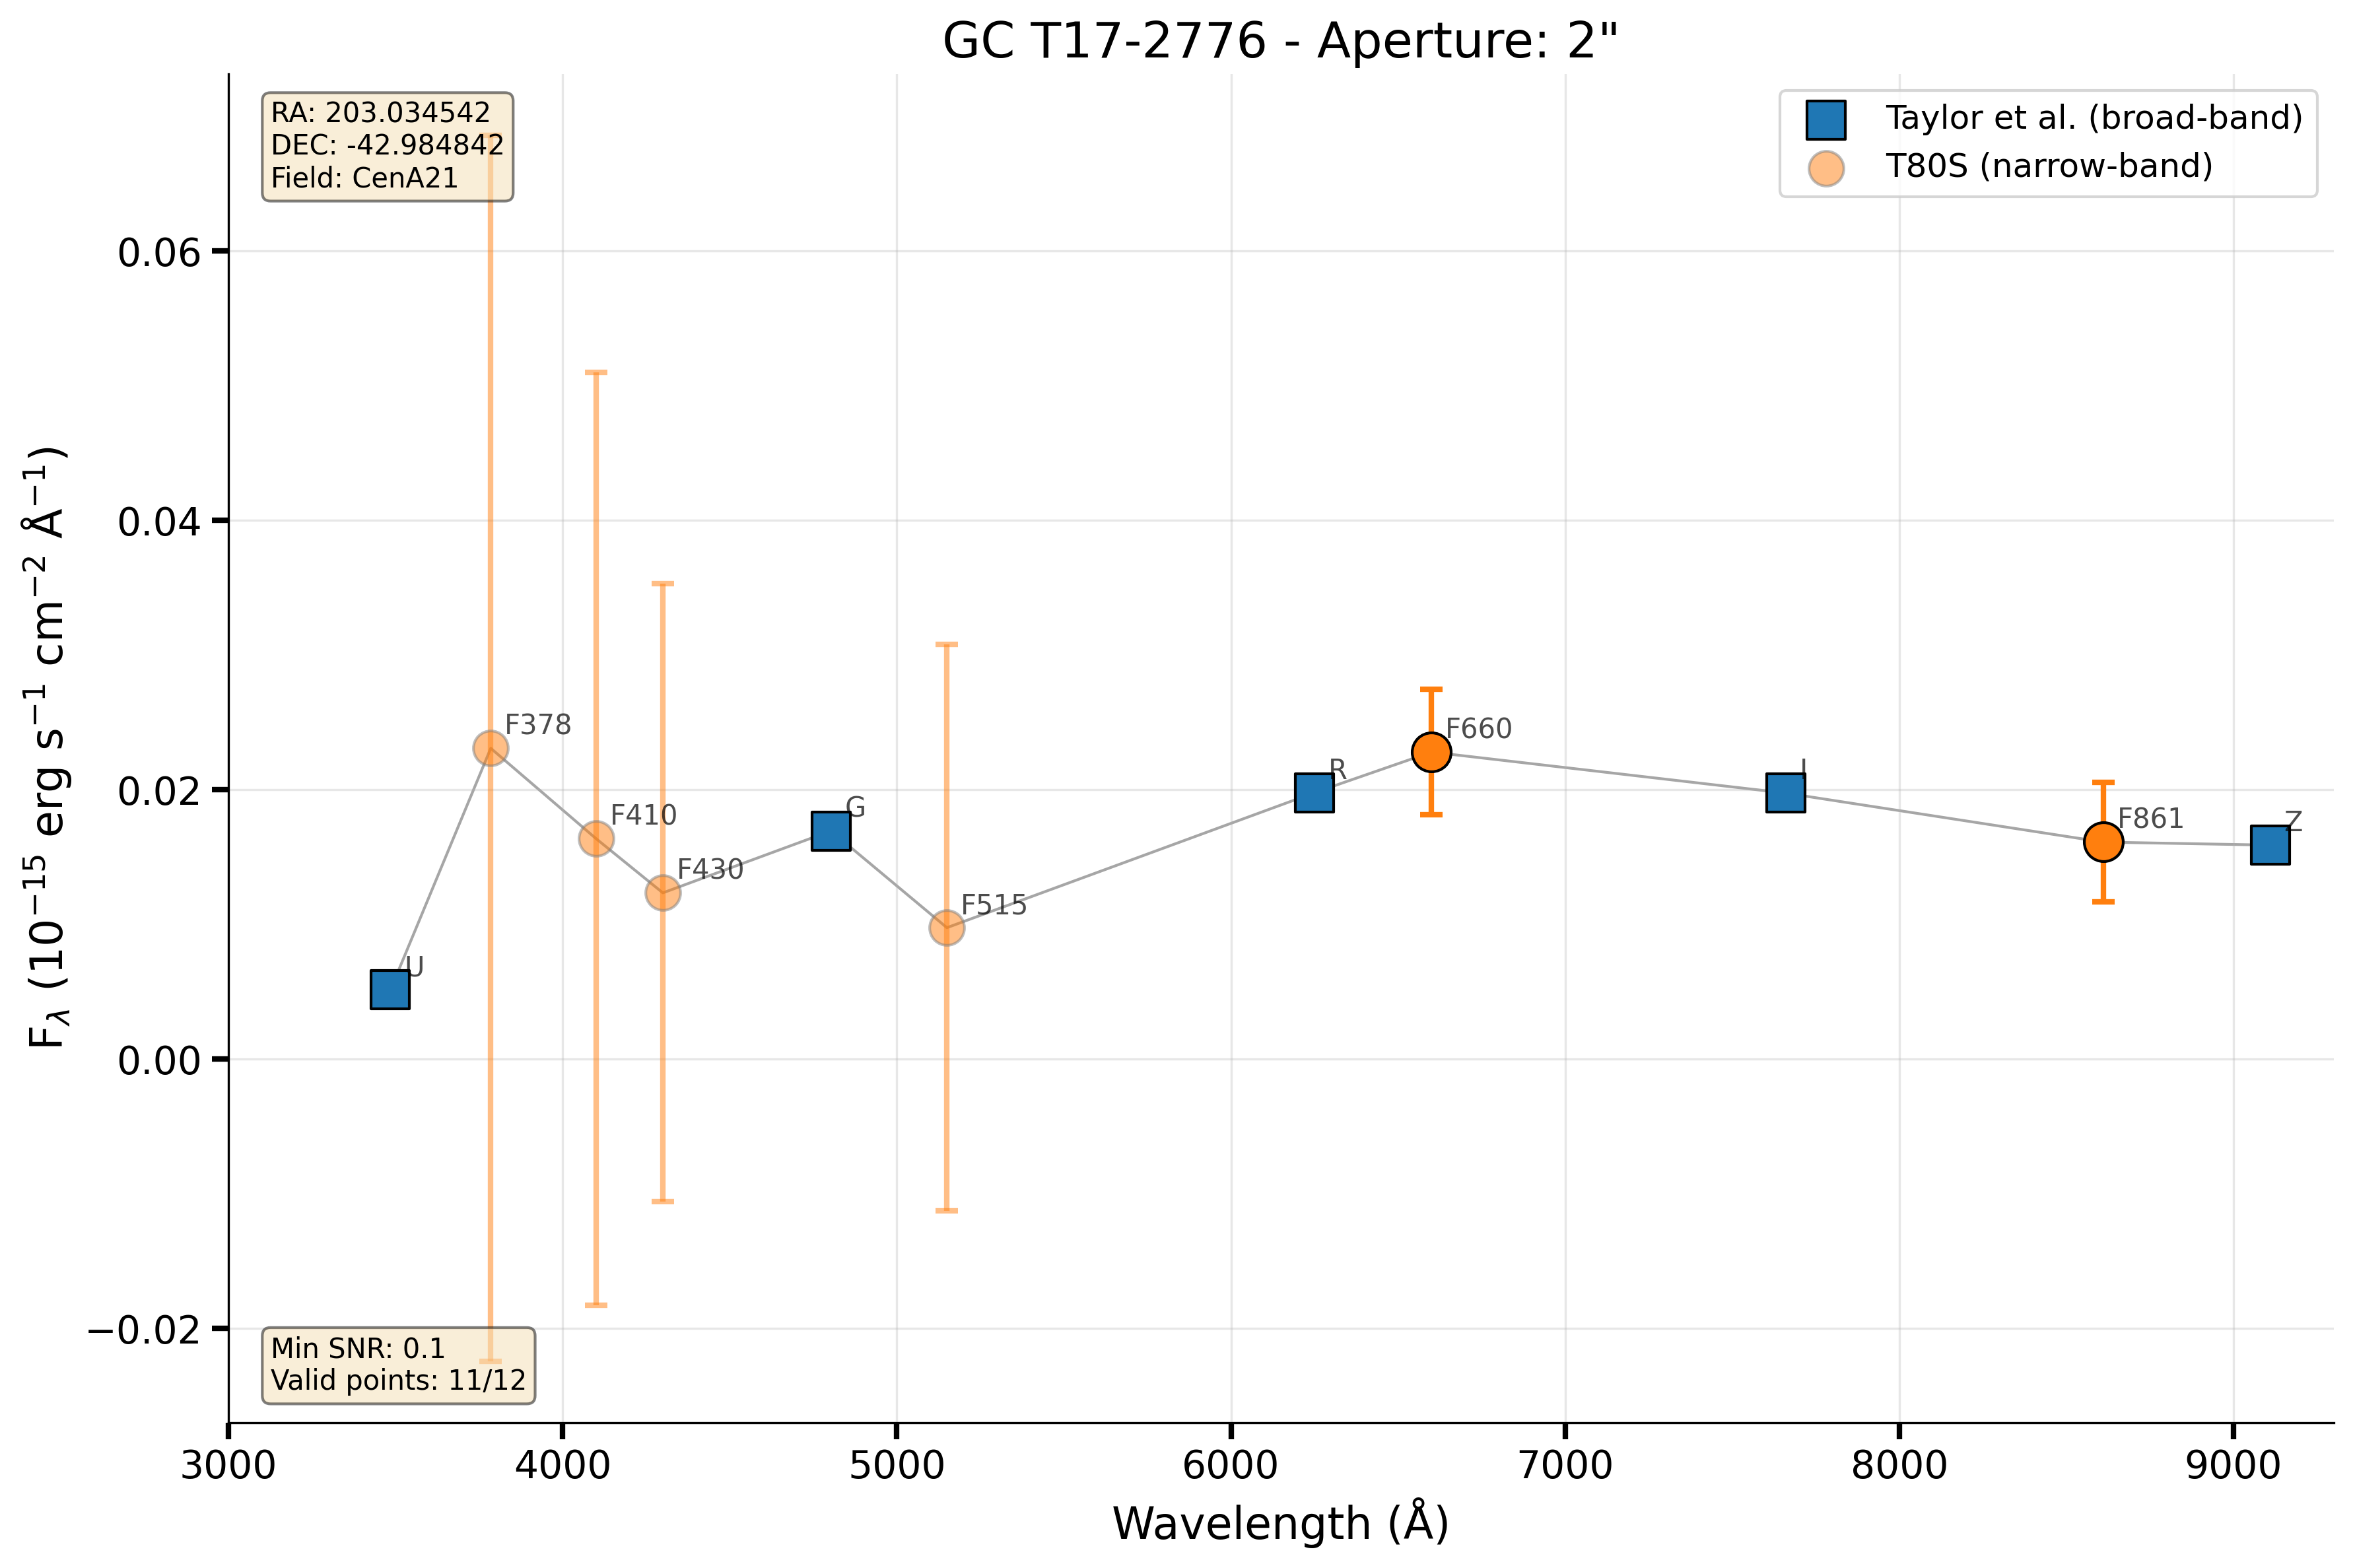 GC T17-2776 - Aperture: 2"
RA: 203.034542
DEC: -42.984842
Field: CenA21
Taylor et al. (broad-band)
T80S (narrow-band)
F$_\lambda$ (10$^{-15}$ erg s$^{-1}$ cm$^{-2}$ Å$^{-1}$)
0.06
0.04
0.02
0.00
−0.02
U
F378
F410
F430
G
F515
R
F660
I
F861
Z
Min SNR: 0.1
Valid points: 11/12
3000 4000 5000 6000 7000 8000 9000
Wavelength (Å)